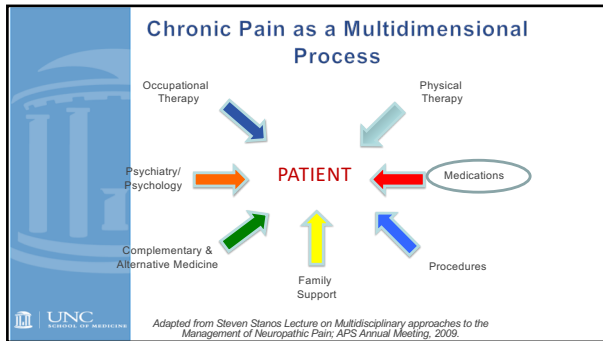 Chronic Pain as a Multidimensional
Process
Occupational
Therapy
Physical
Therapy
Psychiatry/
Psychology
PATIENT
Medications
Complementary &
Alternative Medicine
Family
Support
Procedures
UNC
SCHOOL OF MEDICINE
Adapted from Steven Stanos Lecture on Multidisciplinary approaches to the
Management of Neuropathic Pain; APS Annual Meeting, 2009.